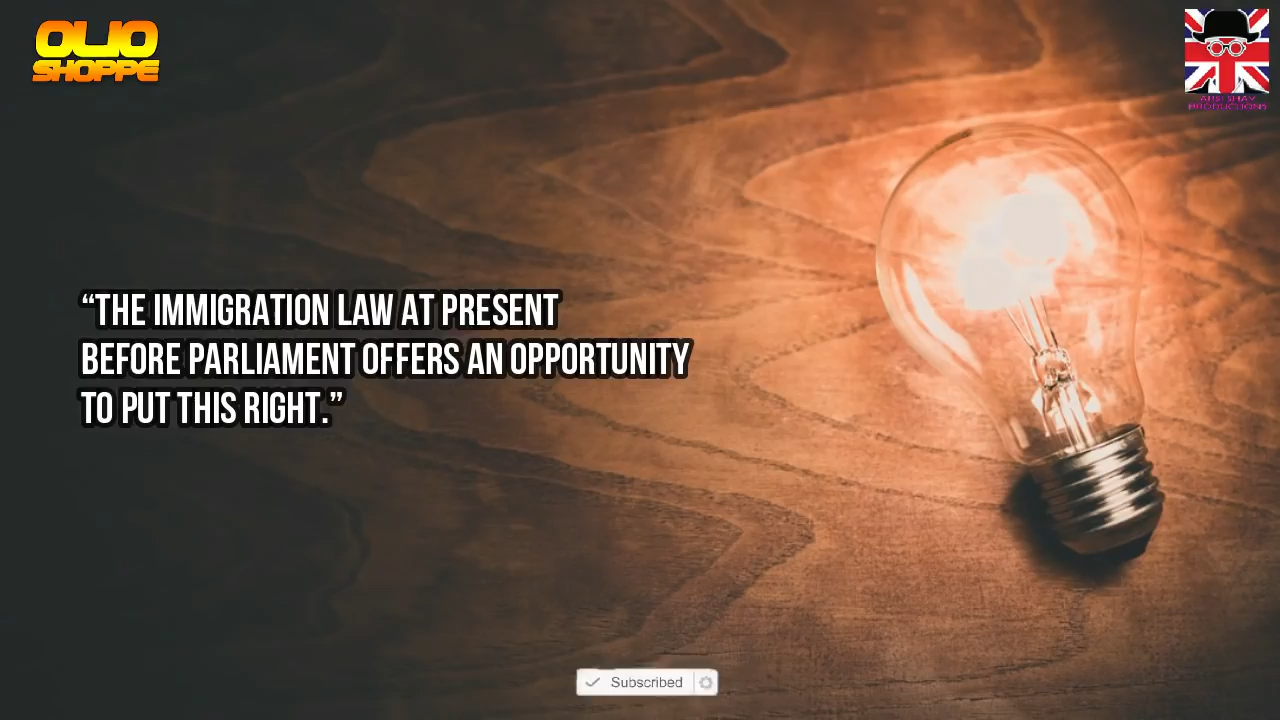 OLIO
SHOPPE
“THE IMMIGRATION LAW AT PRESENT
BEFORE PARLIAMENT OFFERS AN OPPORTUNITY
TO PUT THIS RIGHT.”
Subscribed